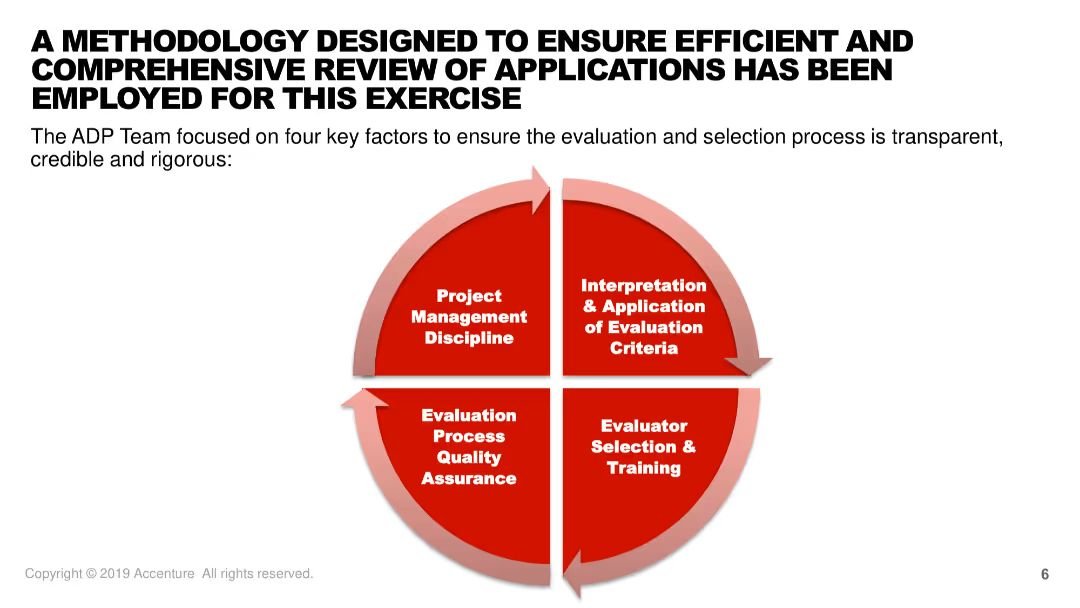 A METHODOLOGY DESIGNED TO ENSURE EFFICIENT AND
COMPREHENSIVE REVIEW OF APPLICATIONS HAS BEEN
EMPLOYED FOR THIS EXERCISE
The ADP Team focused on four key factors to ensure the evaluation and selection process is transparent,
credible and rigorous:
Project
Management
Discipline
Interpretation
& Application
of Evaluation
Criteria
Evaluation
Process
Quality
Assurance
Evaluator
Selection &
Training
Copyright © 2019 Accenture All rights reserved.
6